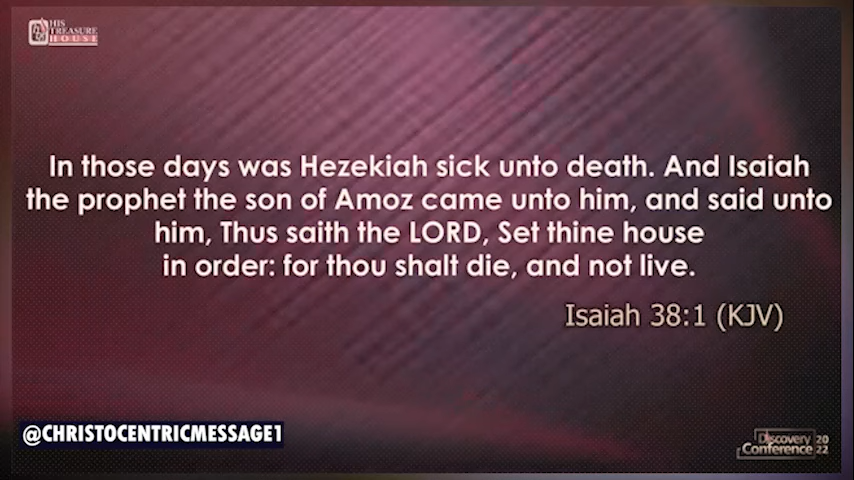 HIS
TREASURE
HOUSE
In those days was Hezekiah sick unto death. And Isaiah
the prophet the son of Amoz came unto him, and said unto
him, Thus saith the LORD, Set thine house
in order: for thou shalt die, and not live.
Isaiah 38:1 (KJV)
@CHRISTOCENTRICMESSAGE1
Discovery
Conference 2022